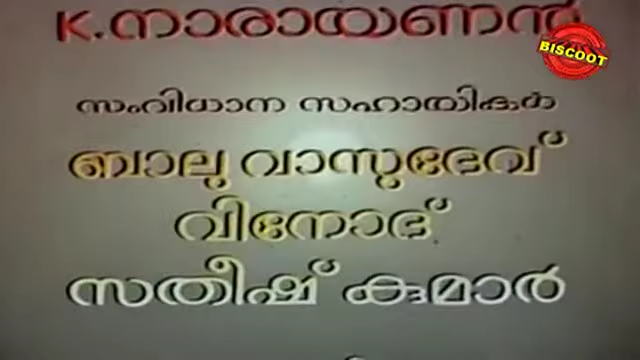 K. നാരായണൻ
BISCOOT
സംവിധാന സഹായികൾ
ബാലു വാസുദേവ്
വിനോദ്
സതീഷ് കുമാർ